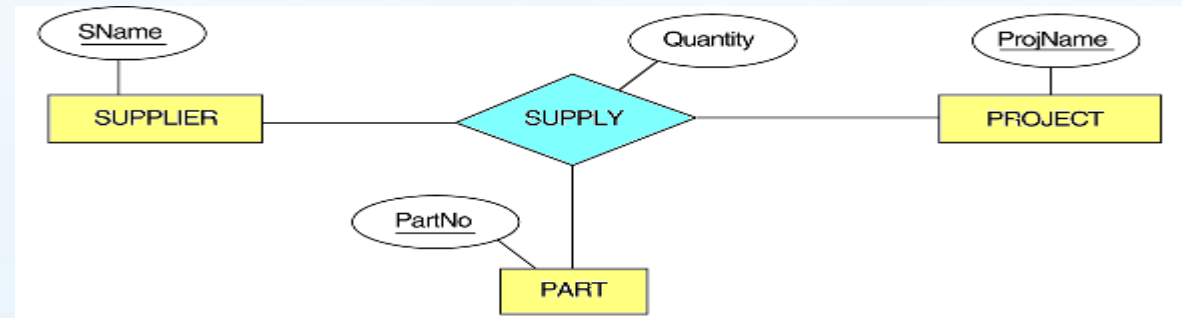 SName
Quantity
ProjName
SUPPLIER
SUPPLY
PROJECT
PartNo
PART